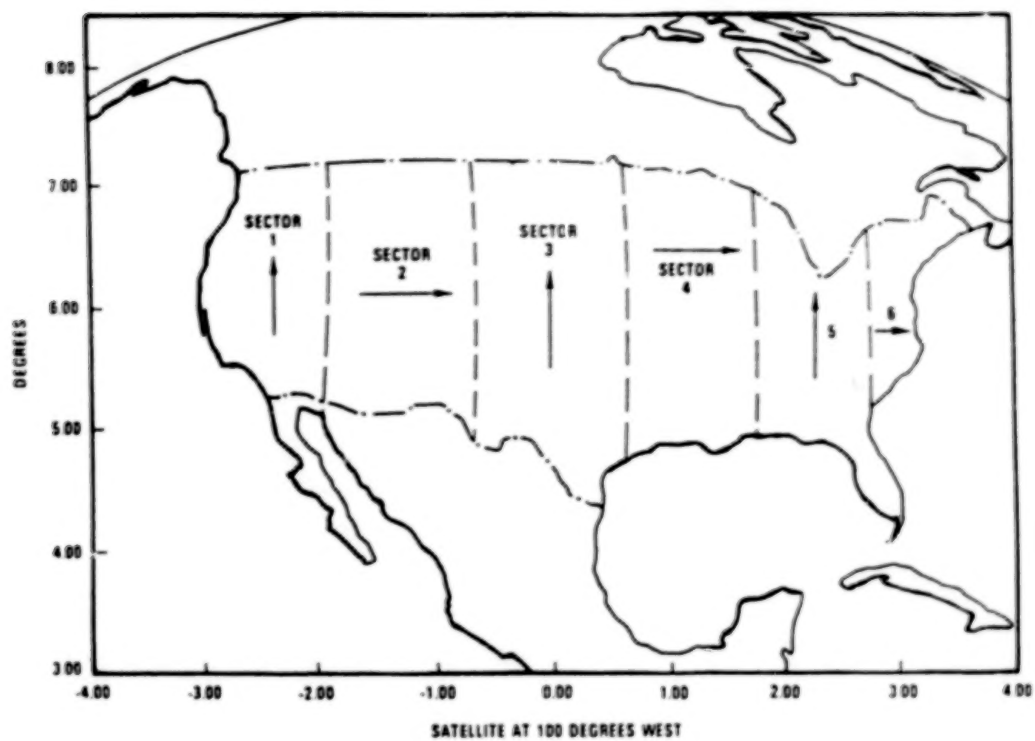 8.00
7.00
6.00
5.00
4.00
3.00
DEGREES
SECTOR
1
SECTOR
2
SECTOR
3
SECTOR
4
5
6
-4.00 -3.00 -2.00 -1.00 0.00 1.00 2.00 3.00 4.00
SATELLITE AT 100 DEGREES WEST